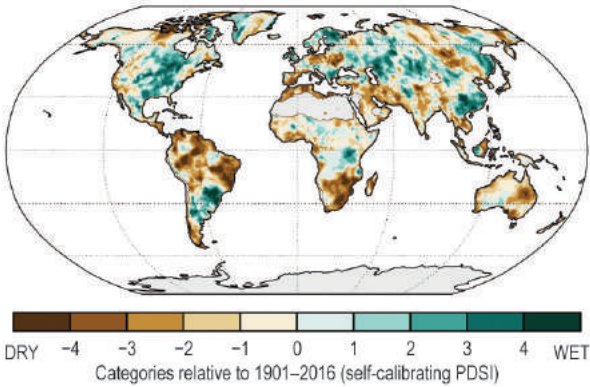 DRY −4 −3 −2 −1 0 1 2 3 4 WET
Categories relative to 1901–2016 (self-calibrating PDSI)